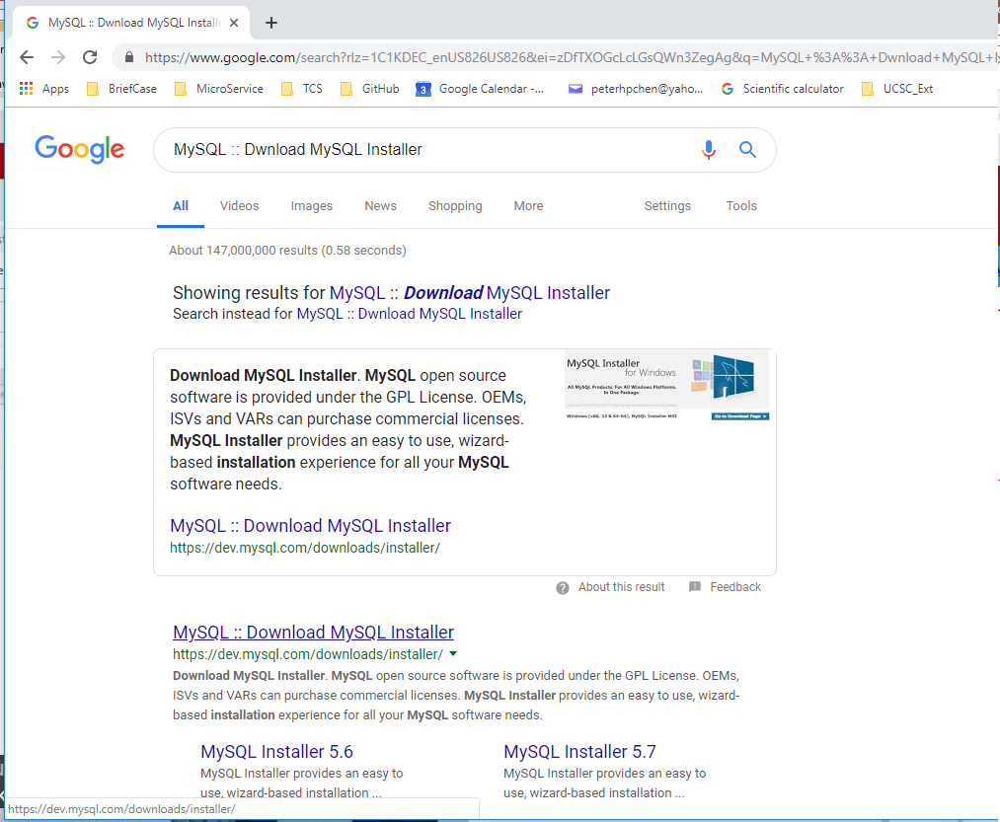 MySQL :: Dwnload MySQL Install
https://www.google.com/search?rlz=1C1KDEC_enUS826US826&ei=zDfTXOGcLcLGsQWn3ZegAg&q=MySQL+%3A%3A+Dwnload+MySQL+I
Apps BriefCase MicroService TCS GitHub 3 Google Calendar -... peterhpchen@yaho... Scientific calculator UCSC_Ext
Google MySQL :: Dwnload MySQL Installer
All Videos Images News Shopping More Settings Tools
About 147,000,000 results (0.58 seconds)
Showing results for MySQL :: Download MySQL Installer
Search instead for MySQL :: Dwnload MySQL Installer
Download MySQL Installer. MySQL open source
software is provided under the GPL License. OEMs,
ISVs and VARs can purchase commercial licenses.
MySQL Installer provides an easy to use, wizard-
based installation experience for all your MySQL
software needs.
MySQL Installer
for Windows
All MySQL Products. For All Windows Platforms.
In One Package.
Windows (x86, 32 & 64-bit), MySQL Installer MSI
Go to Download Page >
MySQL :: Download MySQL Installer
https://dev.mysql.com/downloads/installer/
About this result Feedback
MySQL :: Download MySQL Installer
https://dev.mysql.com/downloads/installer/
Download MySQL Installer. MySQL open source software is provided under the GPL License. OEMs,
ISVs and VARs can purchase commercial licenses. MySQL Installer provides an easy to use, wizard-
based installation experience for all your MySQL software needs.
MySQL Installer 5.6
MySQL Installer provides an easy to
use, wizard-based installation ...
MySQL Installer 5.7
MySQL Installer provides an easy to
use, wizard-based installation ...
https://dev.mysql.com/downloads/installer/